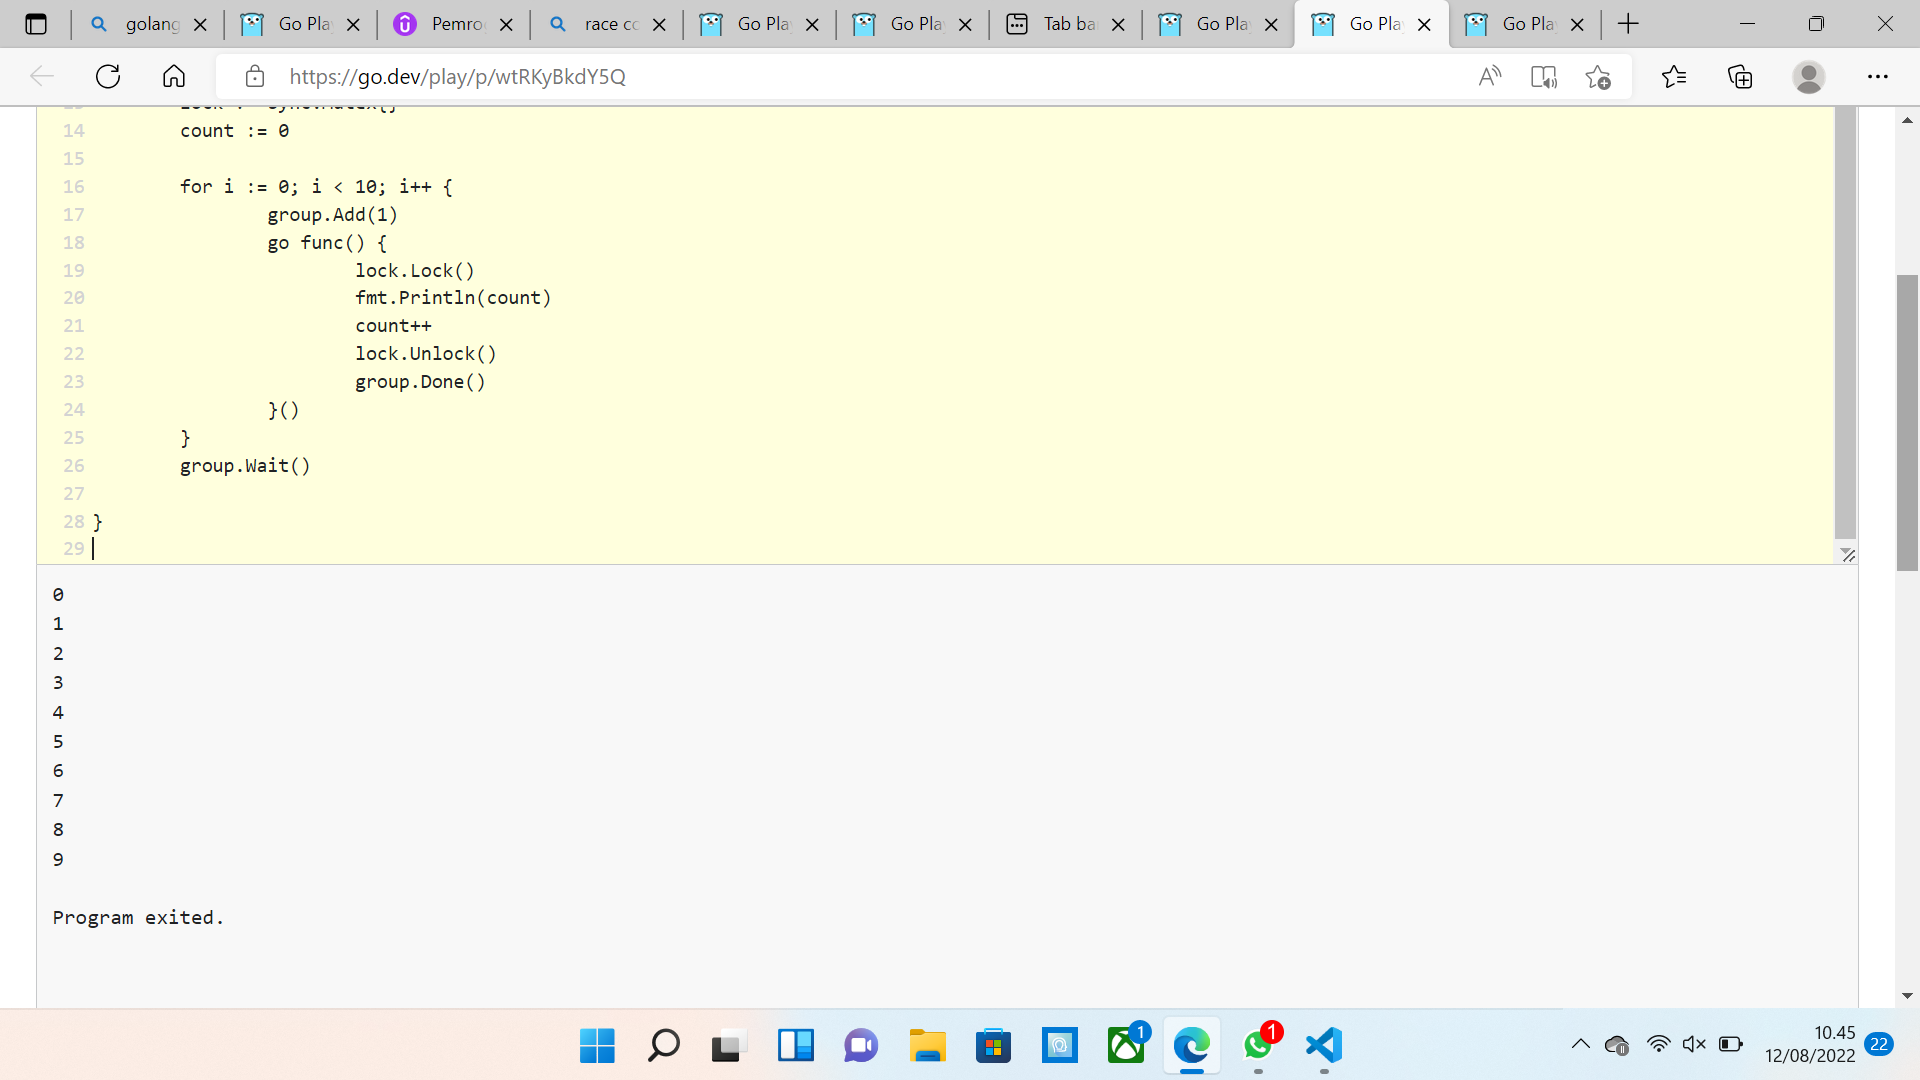 golang
Go Pla
Pemro
race co
Go Pla
Go Pla
Tab ba
Go Pla
Go Pla
Go Pla
https://go.dev/play/p/wtRKyBkdY5Q
14 count := 0
15
16 for i := 0; i < 10; i++ {
17 group.Add(1)
18 go func() {
19 lock.Lock()
20 fmt.Println(count)
21 count++
22 lock.Unlock()
23 group.Done()
24 }()
25 }
26 group.Wait()
27
28 }
29
0
1
2
3
4
5
6
7
8
9
Program exited.
1
1
10.45
12/08/2022
22